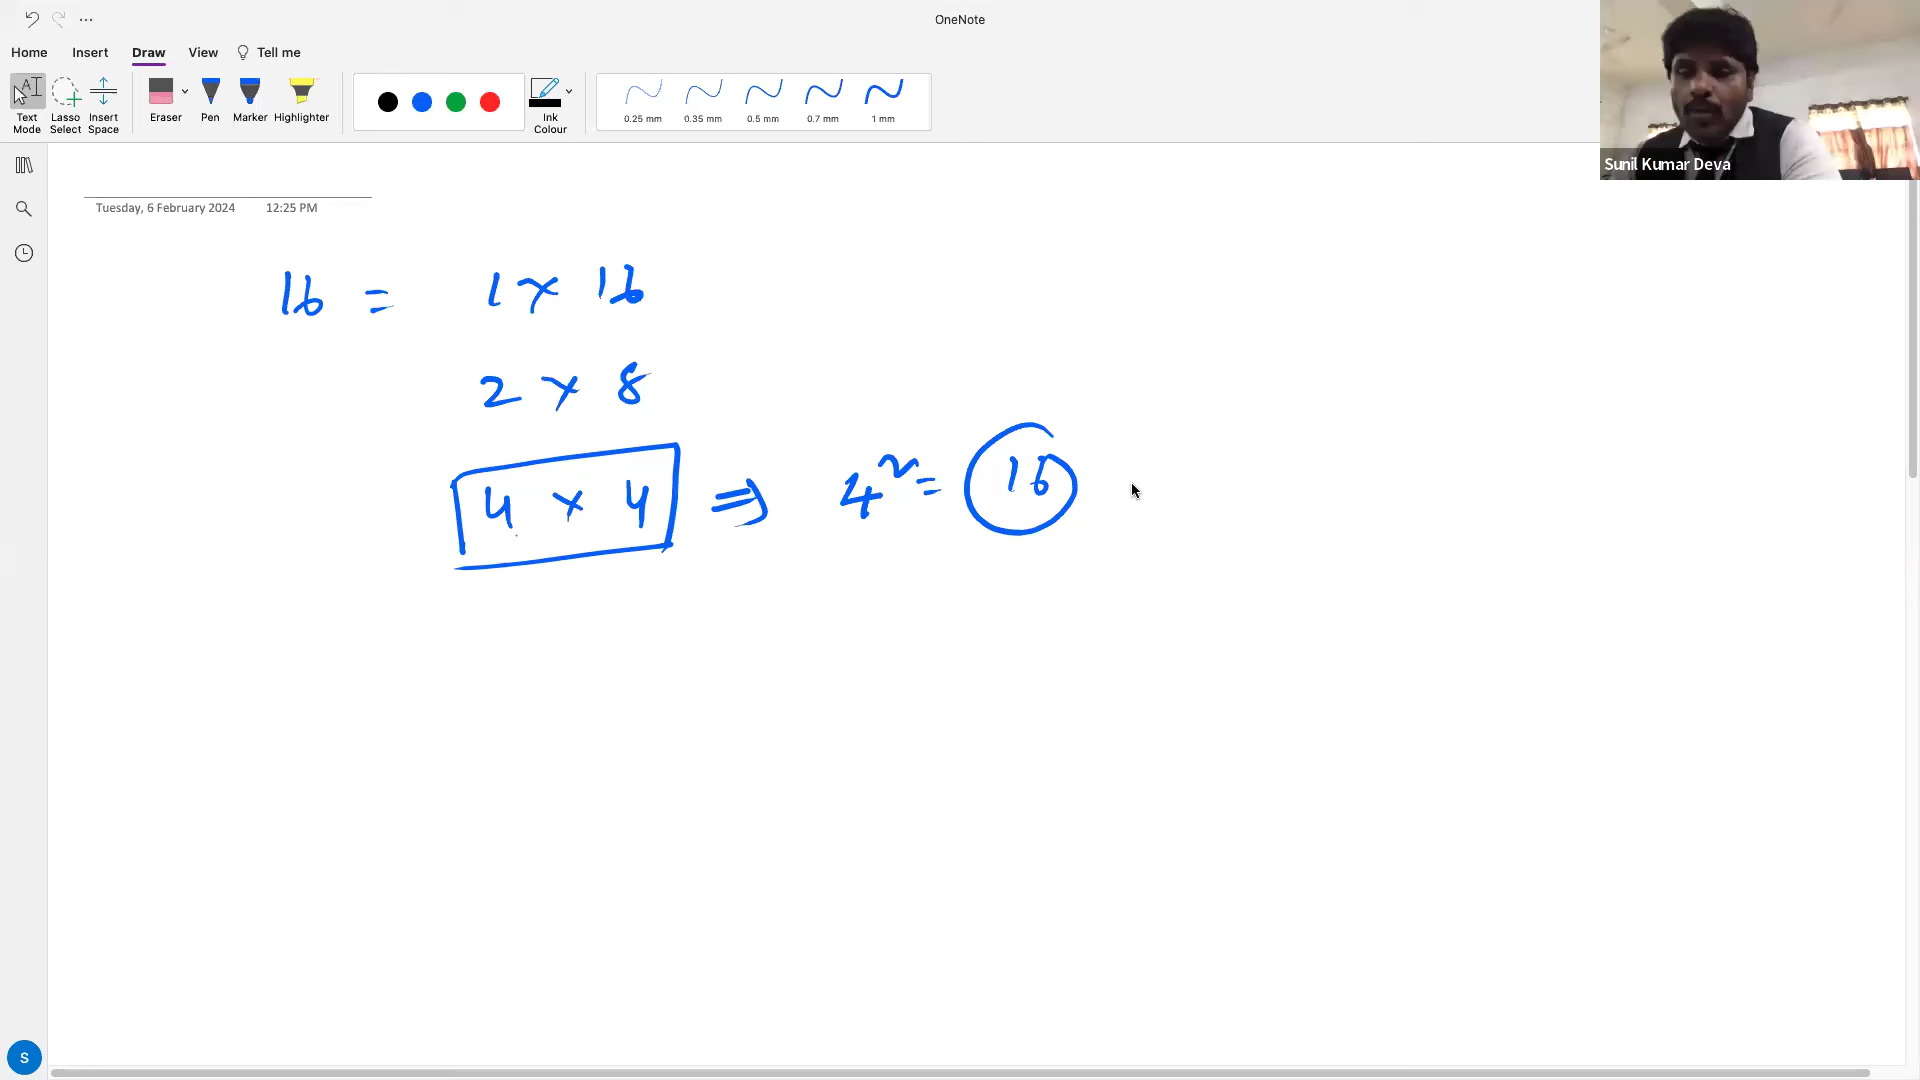 OneNote
Home Insert Draw View Tell me
Text Mode
Lasso Select
Insert Space
Eraser
Pen
Marker
Highlighter
Ink Colour
0.25 mm 0.35 mm 0.5 mm 0.7 mm 1 mm
Sunil Kumar Deva
Tuesday, 6 February 2024 12:25 PM
16 = 1 × 16
2 × 8
4 × 4 ⇒ 4² = 16
S